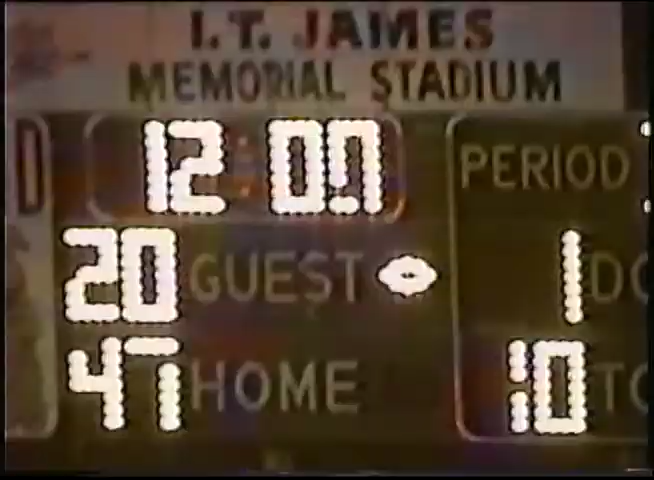 I.T. JAMES
MEMORIAL STADIUM
12:00 PERIOD
20 GUEST 1
47 HOME 10